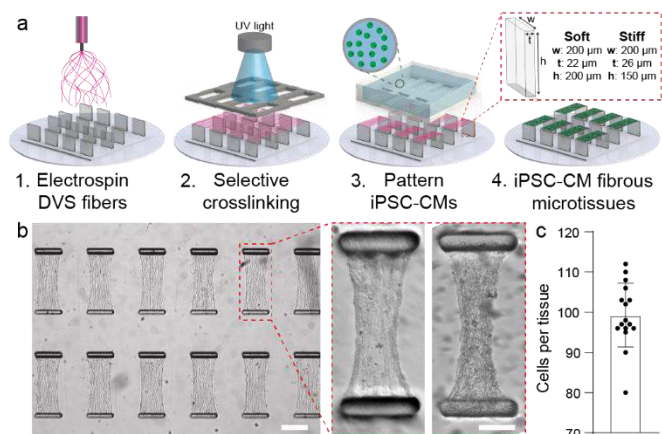 a
UV light
w
t
h
Soft
Stiff
w: 200 µm
w: 200 µm
t: 22 µm
t: 26 µm
h: 200 µm
h: 150 µm
1. Electrospin
DVS fibers
2. Selective
crosslinking
3. Pattern
iPSC-CMs
4. iPSC-CM fibrous
microtissues
b
c
Cells per tissue
120
110
100
90
80
70